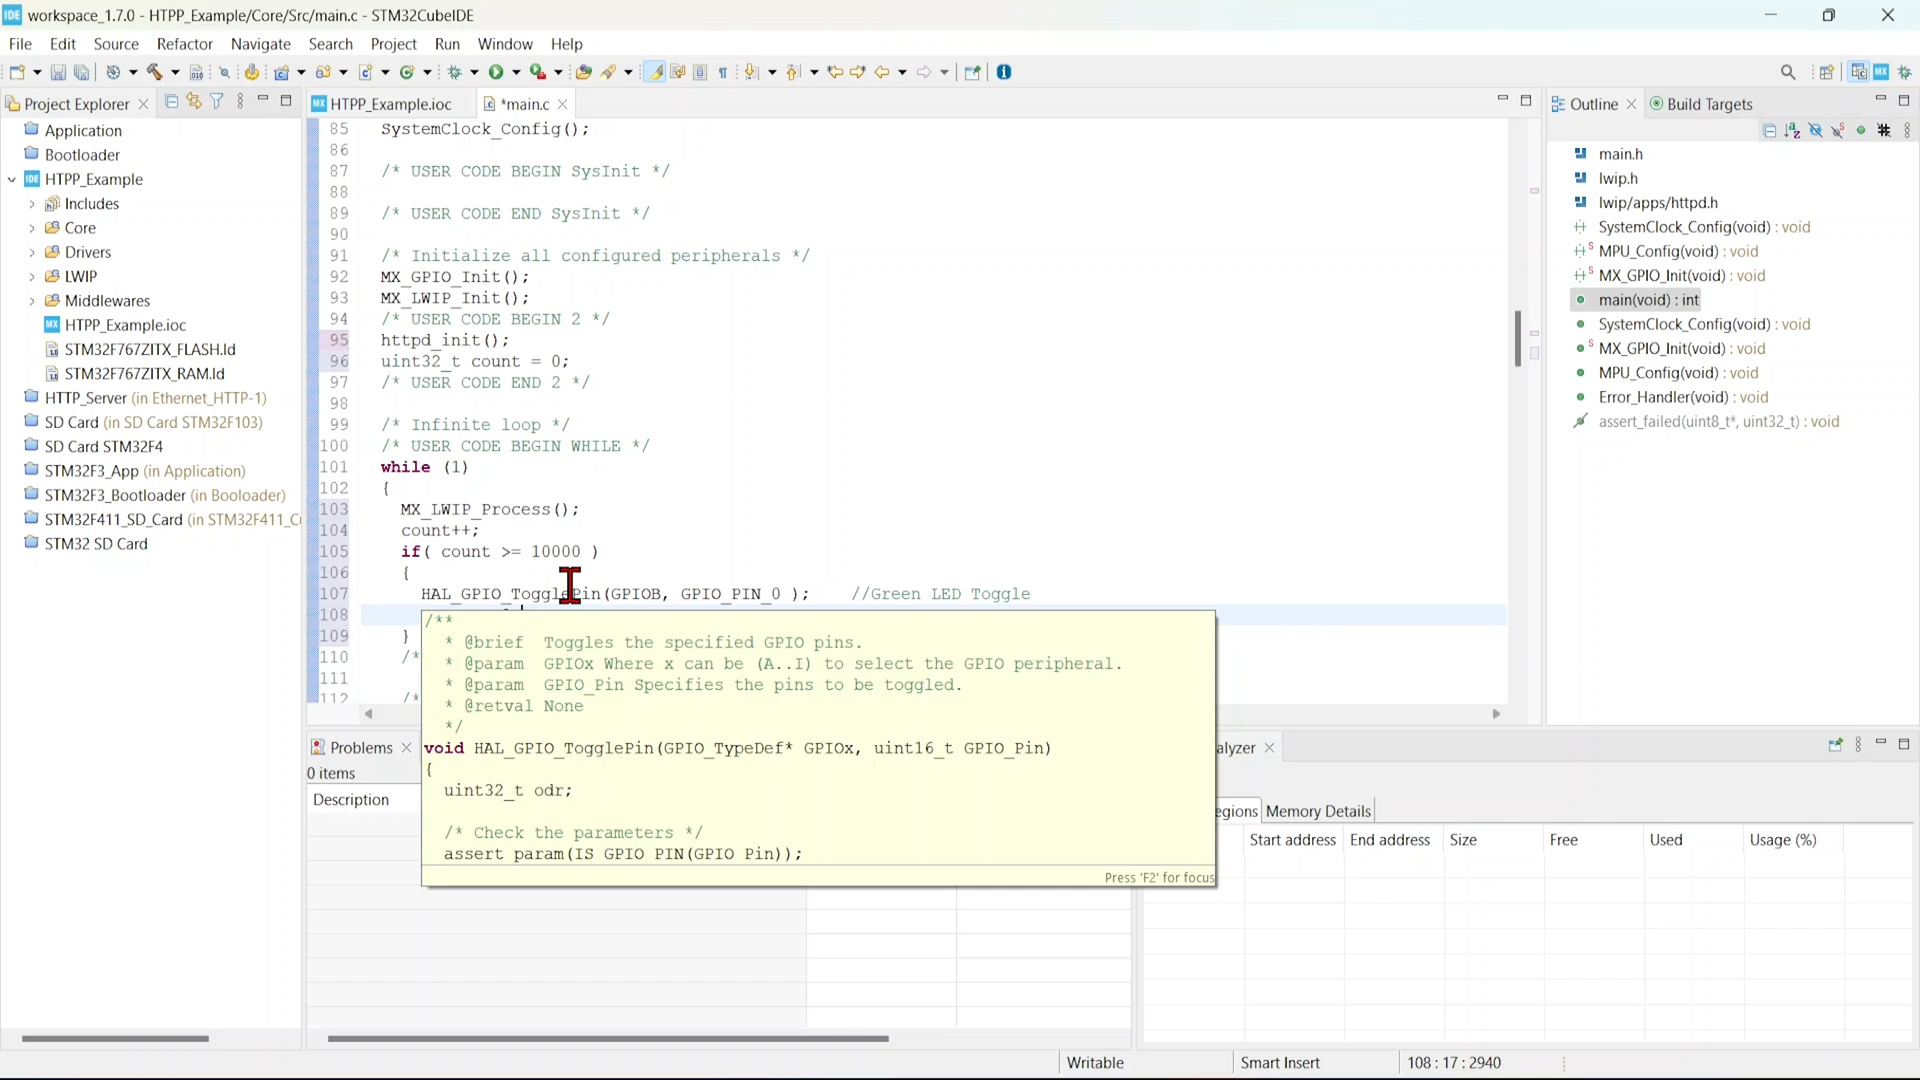 IDE workspace_1.7.0 - HTPP_Example/Core/Src/main.c - STM32CubeIDE
File Edit Source Refactor Navigate Search Project Run Window Help
Project Explorer
Application
Bootloader
IDE HTPP_Example
Includes
Core
Drivers
LWIP
Middlewares
MX HTPP_Example.ioc
STM32F767ZITX_FLASH.ld
STM32F767ZITX_RAM.ld
HTTP_Server (in Ethernet_HTTP-1)
SD Card (in SD Card STM32F103)
SD Card STM32F4
STM32F3_App (in Application)
STM32F3_Bootloader (in Booloader)
STM32F411_SD_Card (in STM32F411_C
STM32 SD Card
MX HTPP_Example.ioc *main.c
85 SystemClock_Config();
86
87 /* USER CODE BEGIN SysInit */
88
89 /* USER CODE END SysInit */
90
91 /* Initialize all configured peripherals */
92 MX_GPIO_Init();
93 MX_LWIP_Init();
94 /* USER CODE BEGIN 2 */
95 httpd_init();
96 uint32_t count = 0;
97 /* USER CODE END 2 */
98
99 /* Infinite loop */
100 /* USER CODE BEGIN WHILE */
101 while (1)
102 {
103 MX_LWIP_Process();
104 count++;
105 if( count >= 10000 )
106 {
107 HAL_GPIO_TogglePin(GPIOB, GPIO_PIN_0 ); //Green LED Toggle
108
109 }
110 /*
111
112 /*
/**
* @brief Toggles the specified GPIO pins.
* @param GPIOx Where x can be (A..I) to select the GPIO peripheral.
* @param GPIO_Pin Specifies the pins to be toggled.
* @retval None
*/
void HAL_GPIO_TogglePin(GPIO_TypeDef* GPIOx, uint16_t GPIO_Pin)
{
uint32_t odr;
/* Check the parameters */
assert_param(IS_GPIO_PIN(GPIO_Pin));
Press 'F2' for focus
Outline Build Targets
main.h
lwip.h
lwip/apps/httpd.h
SystemClock_Config(void) : void
MPU_Config(void) : void
MX_GPIO_Init(void) : void
main(void) : int
SystemClock_Config(void) : void
MX_GPIO_Init(void) : void
MPU_Config(void) : void
Error_Handler(void) : void
assert_failed(uint8_t*, uint32_t) : void
Problems
0 items
Description
alyzer
egions Memory Details
Start address End address Size Free Used Usage (%)
Writable Smart Insert 108 : 17 : 2940